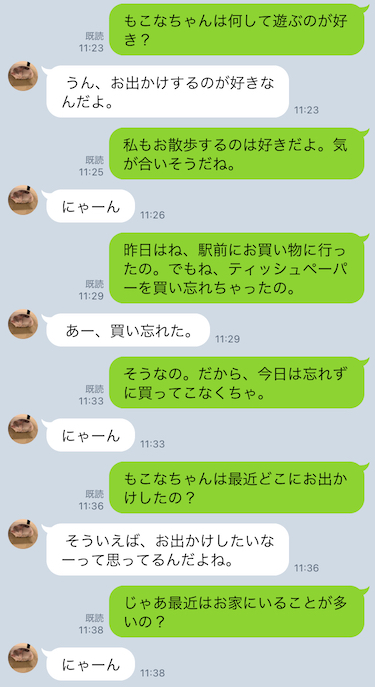 もこなちゃんは何して遊ぶのが好
き？
既読
11:23
うん、お出かけするのが好きな
んだよ。
11:23
私もお散歩するのは好きだよ。気
が合いそうだね。
既読
11:25
にゃーん
11:26
昨日はね、駅前にお買い物に行っ
たの。でもね、ティッシュペーパ
ーを買い忘れちゃったの。
既読
11:29
あー、買い忘れた。
11:29
そうなの。だから、今日は忘れず
に買ってこなくちゃ。
既読
11:33
にゃーん
11:33
もこなちゃんは最近どこにお出か
けしたの？
既読
11:36
そういえば、お出かけしたいな
ーって思ってるんだよね。
11:36
じゃあ最近はお家にいることが多
いの？
既読
11:38
にゃーん
11:38